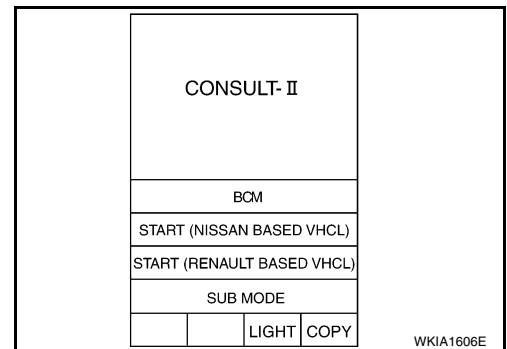 CONSULT-II
BCM
START (NISSAN BASED VHCL)
START (RENAULT BASED VHCL)
SUB MODE
LIGHT COPY
WKIA1606E